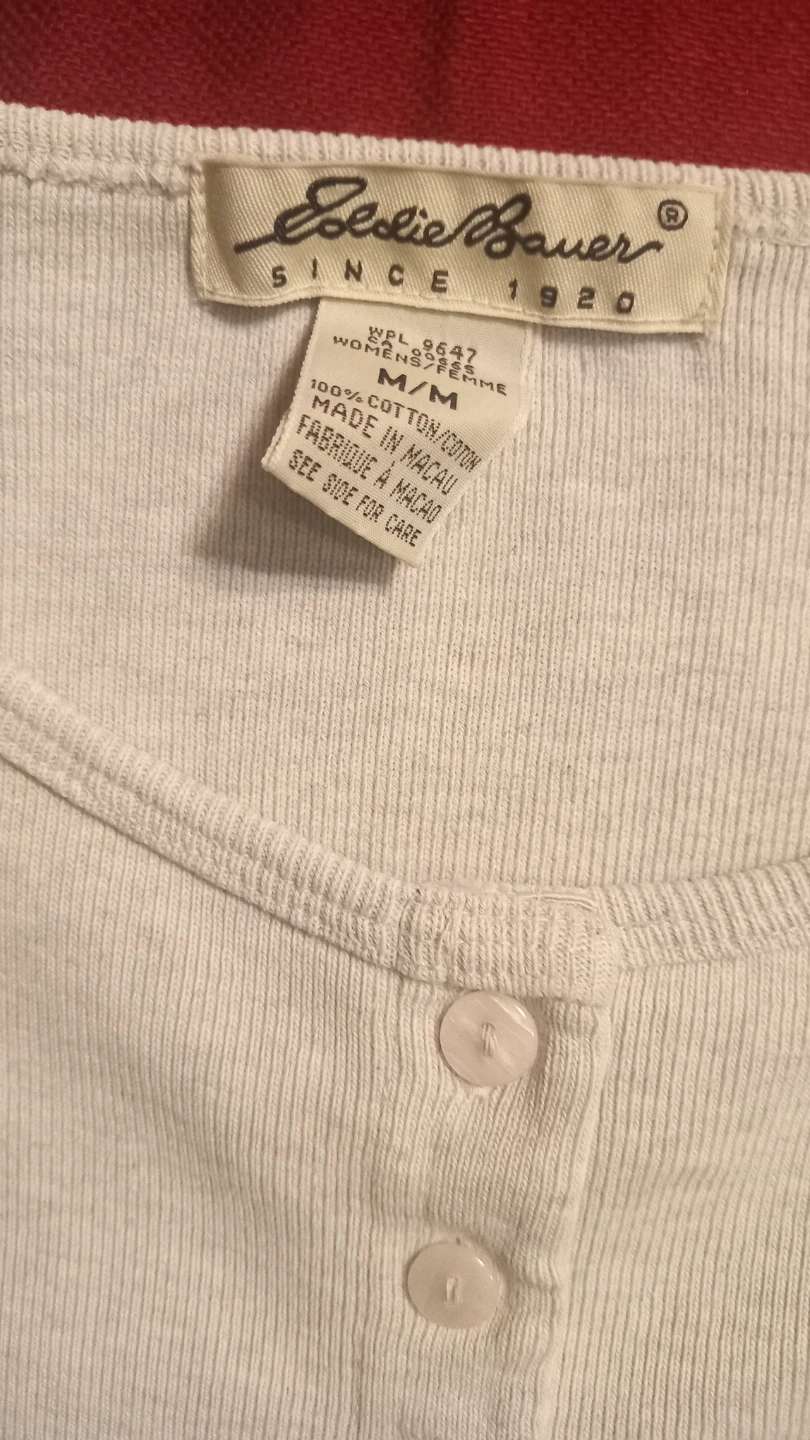 Eddie Bauer ®
SINCE 1920
WPL 9647
CA 00555
WOMENS/FEMME
M/M
100% COTTON/COTON
MADE IN MACAU
FABRIQUE À MACAO
SEE SIDE FOR CARE